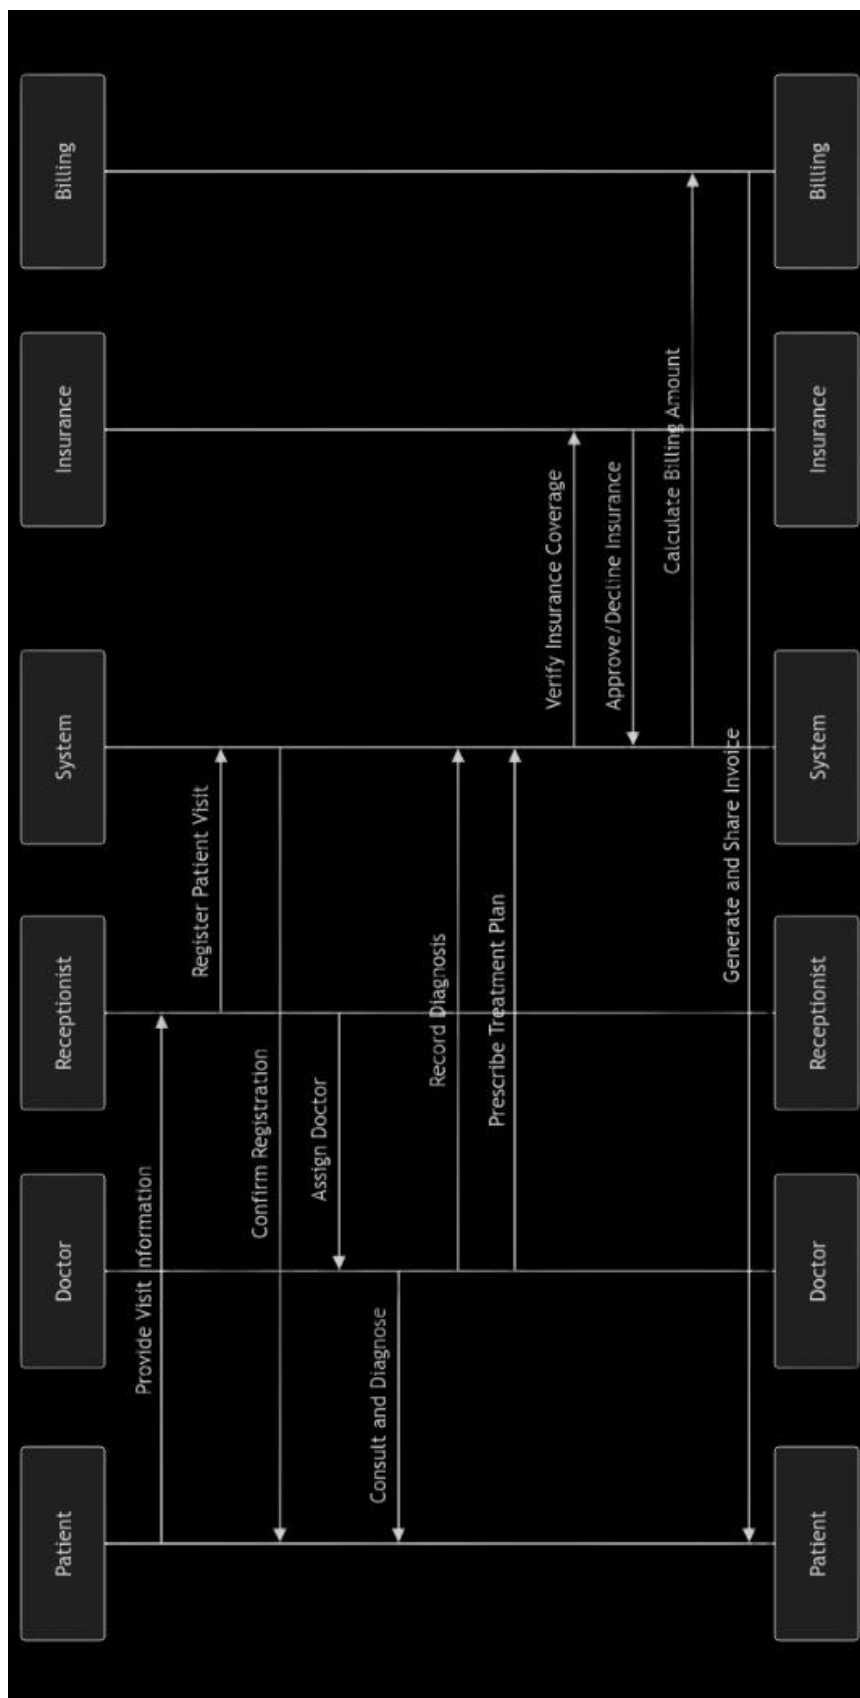 Patient
Doctor
Receptionist
System
Insurance
Billing
Provide Visit Information
Register Patient Visit
Confirm Registration
Assign Doctor
Consult and Diagnose
Record Diagnosis
Prescribe Treatment Plan
Verify Insurance Coverage
Approve/Decline Insurance
Calculate Billing Amount
Generate and Share Invoice
Patient
Doctor
Receptionist
System
Insurance
Billing